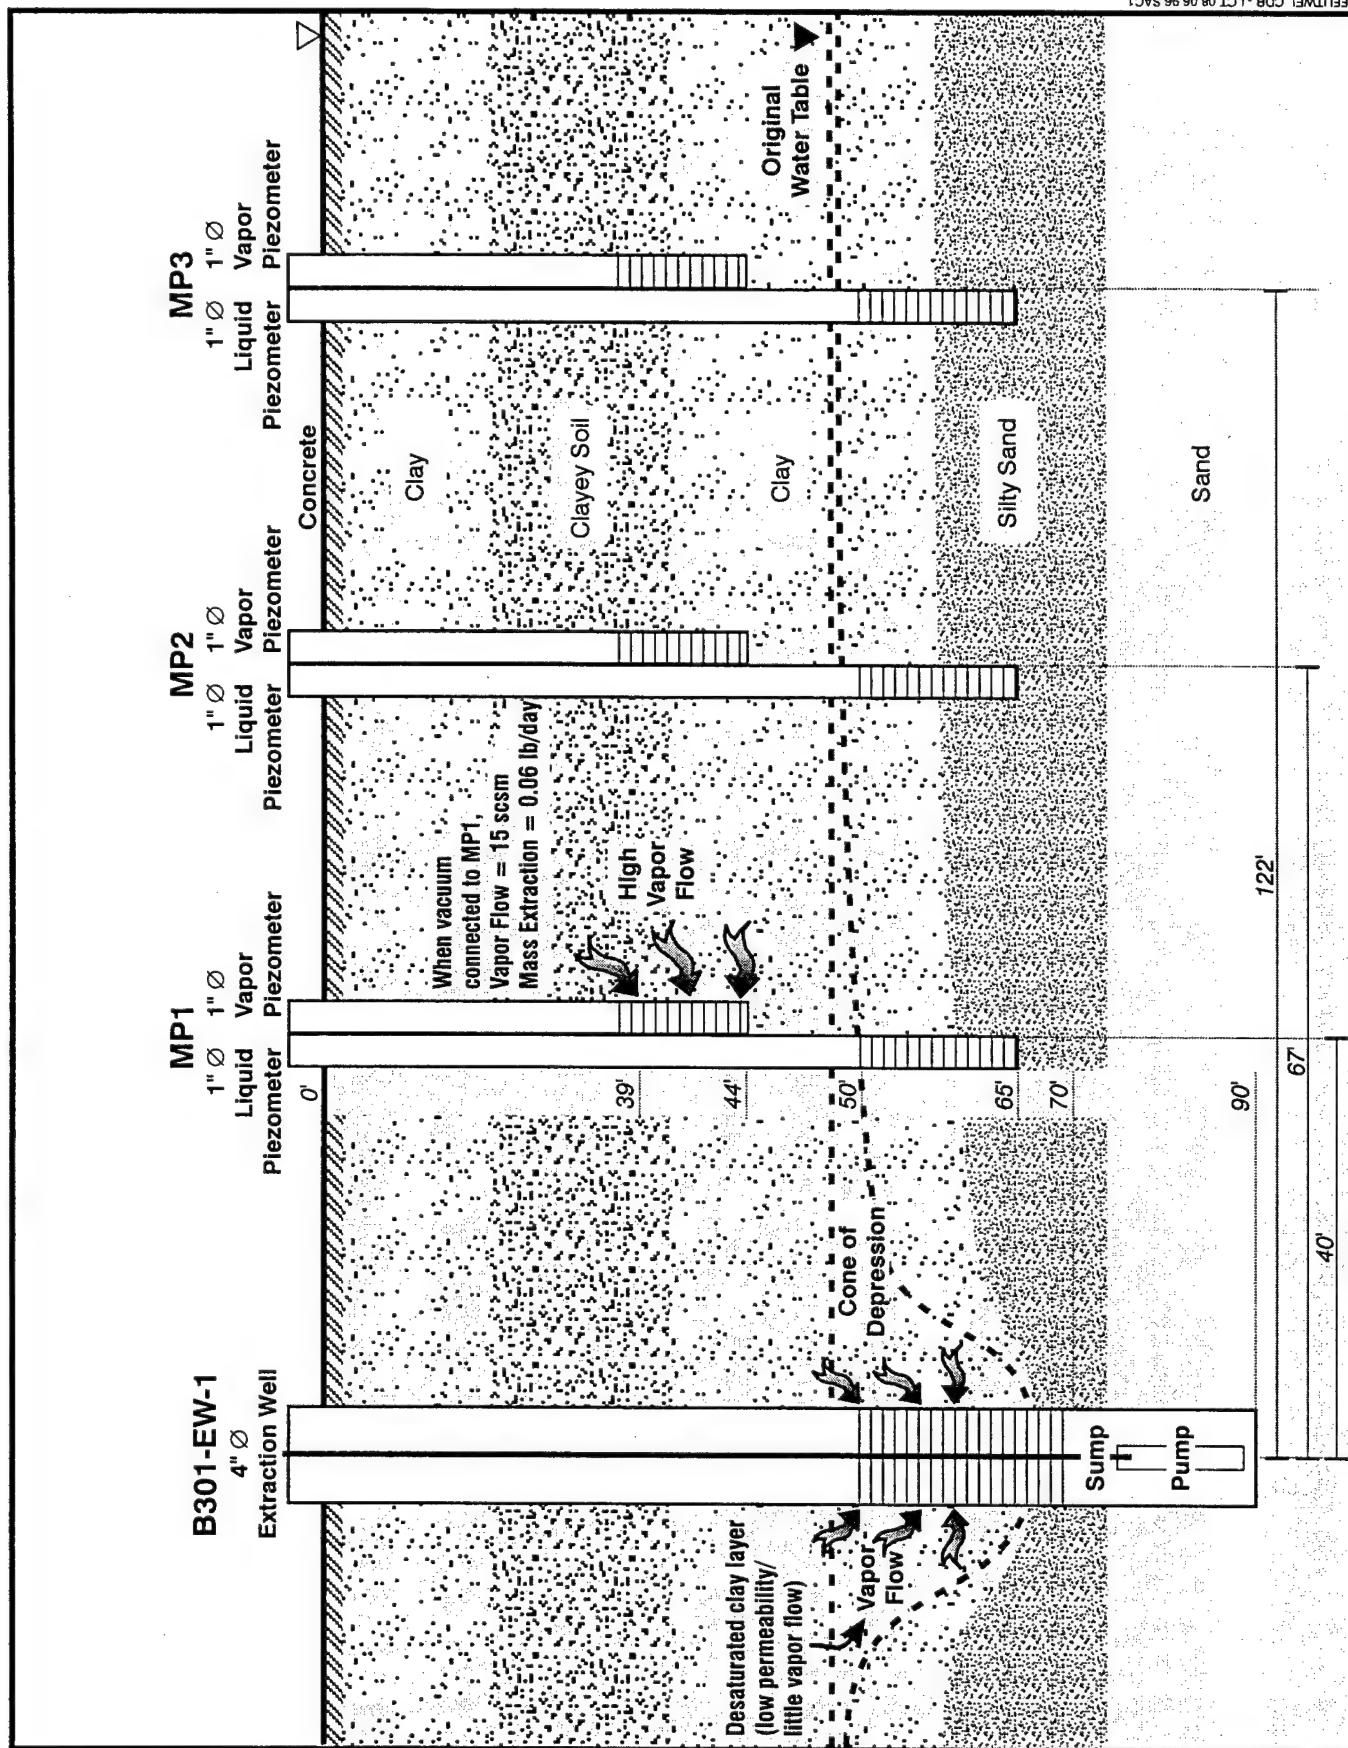 B301-EW-1
4" Ø
Extraction Well
MP1
1" Ø
Liquid
Piezometer
1" Ø
Vapor
Piezometer
MP2
1" Ø
Liquid
Piezometer
1" Ø
Vapor
Piezometer
MP3
1" Ø
Liquid
Piezometer
1" Ø
Vapor
Piezometer
0'
Concrete
39'
44'
50'
65'
70'
90'
When vacuum
connected to MP1,
Vapor Flow = 15 scsm
Mass Extraction = 0.06 lb/day
High
Vapor
Flow
Clay
Clayey Soil
Clay
Silty Sand
Sand
Original
Water Table
Desaturated clay layer
(low permeability/
little vapor flow)
Vapor
Flow
Cone of
Depression
Sump
Pump
122'
67'
40'